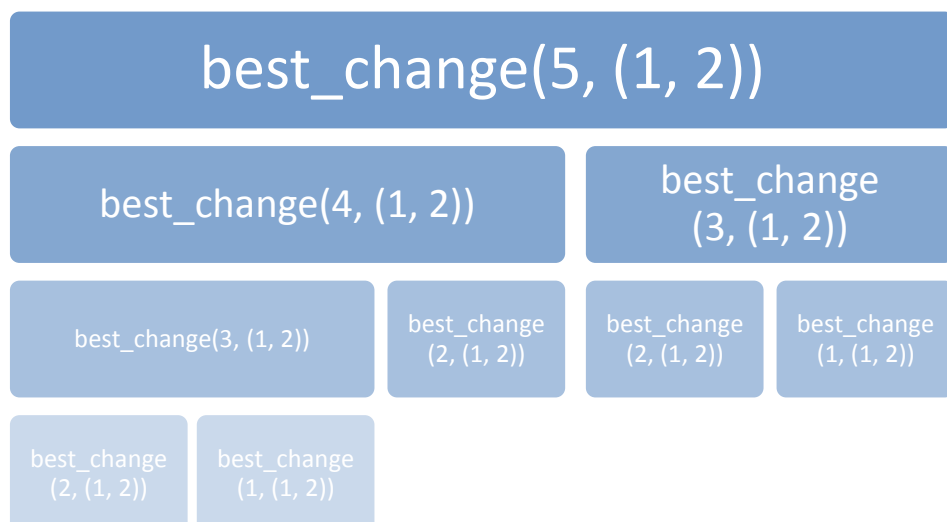 best_change(5, (1, 2))
best_change(4, (1, 2))
best_change
(3, (1, 2))
best_change(3, (1, 2))
best_change
(2, (1, 2))
best_change
(2, (1, 2))
best_change
(1, (1, 2))
best_change
(2, (1, 2))
best_change
(1, (1, 2))